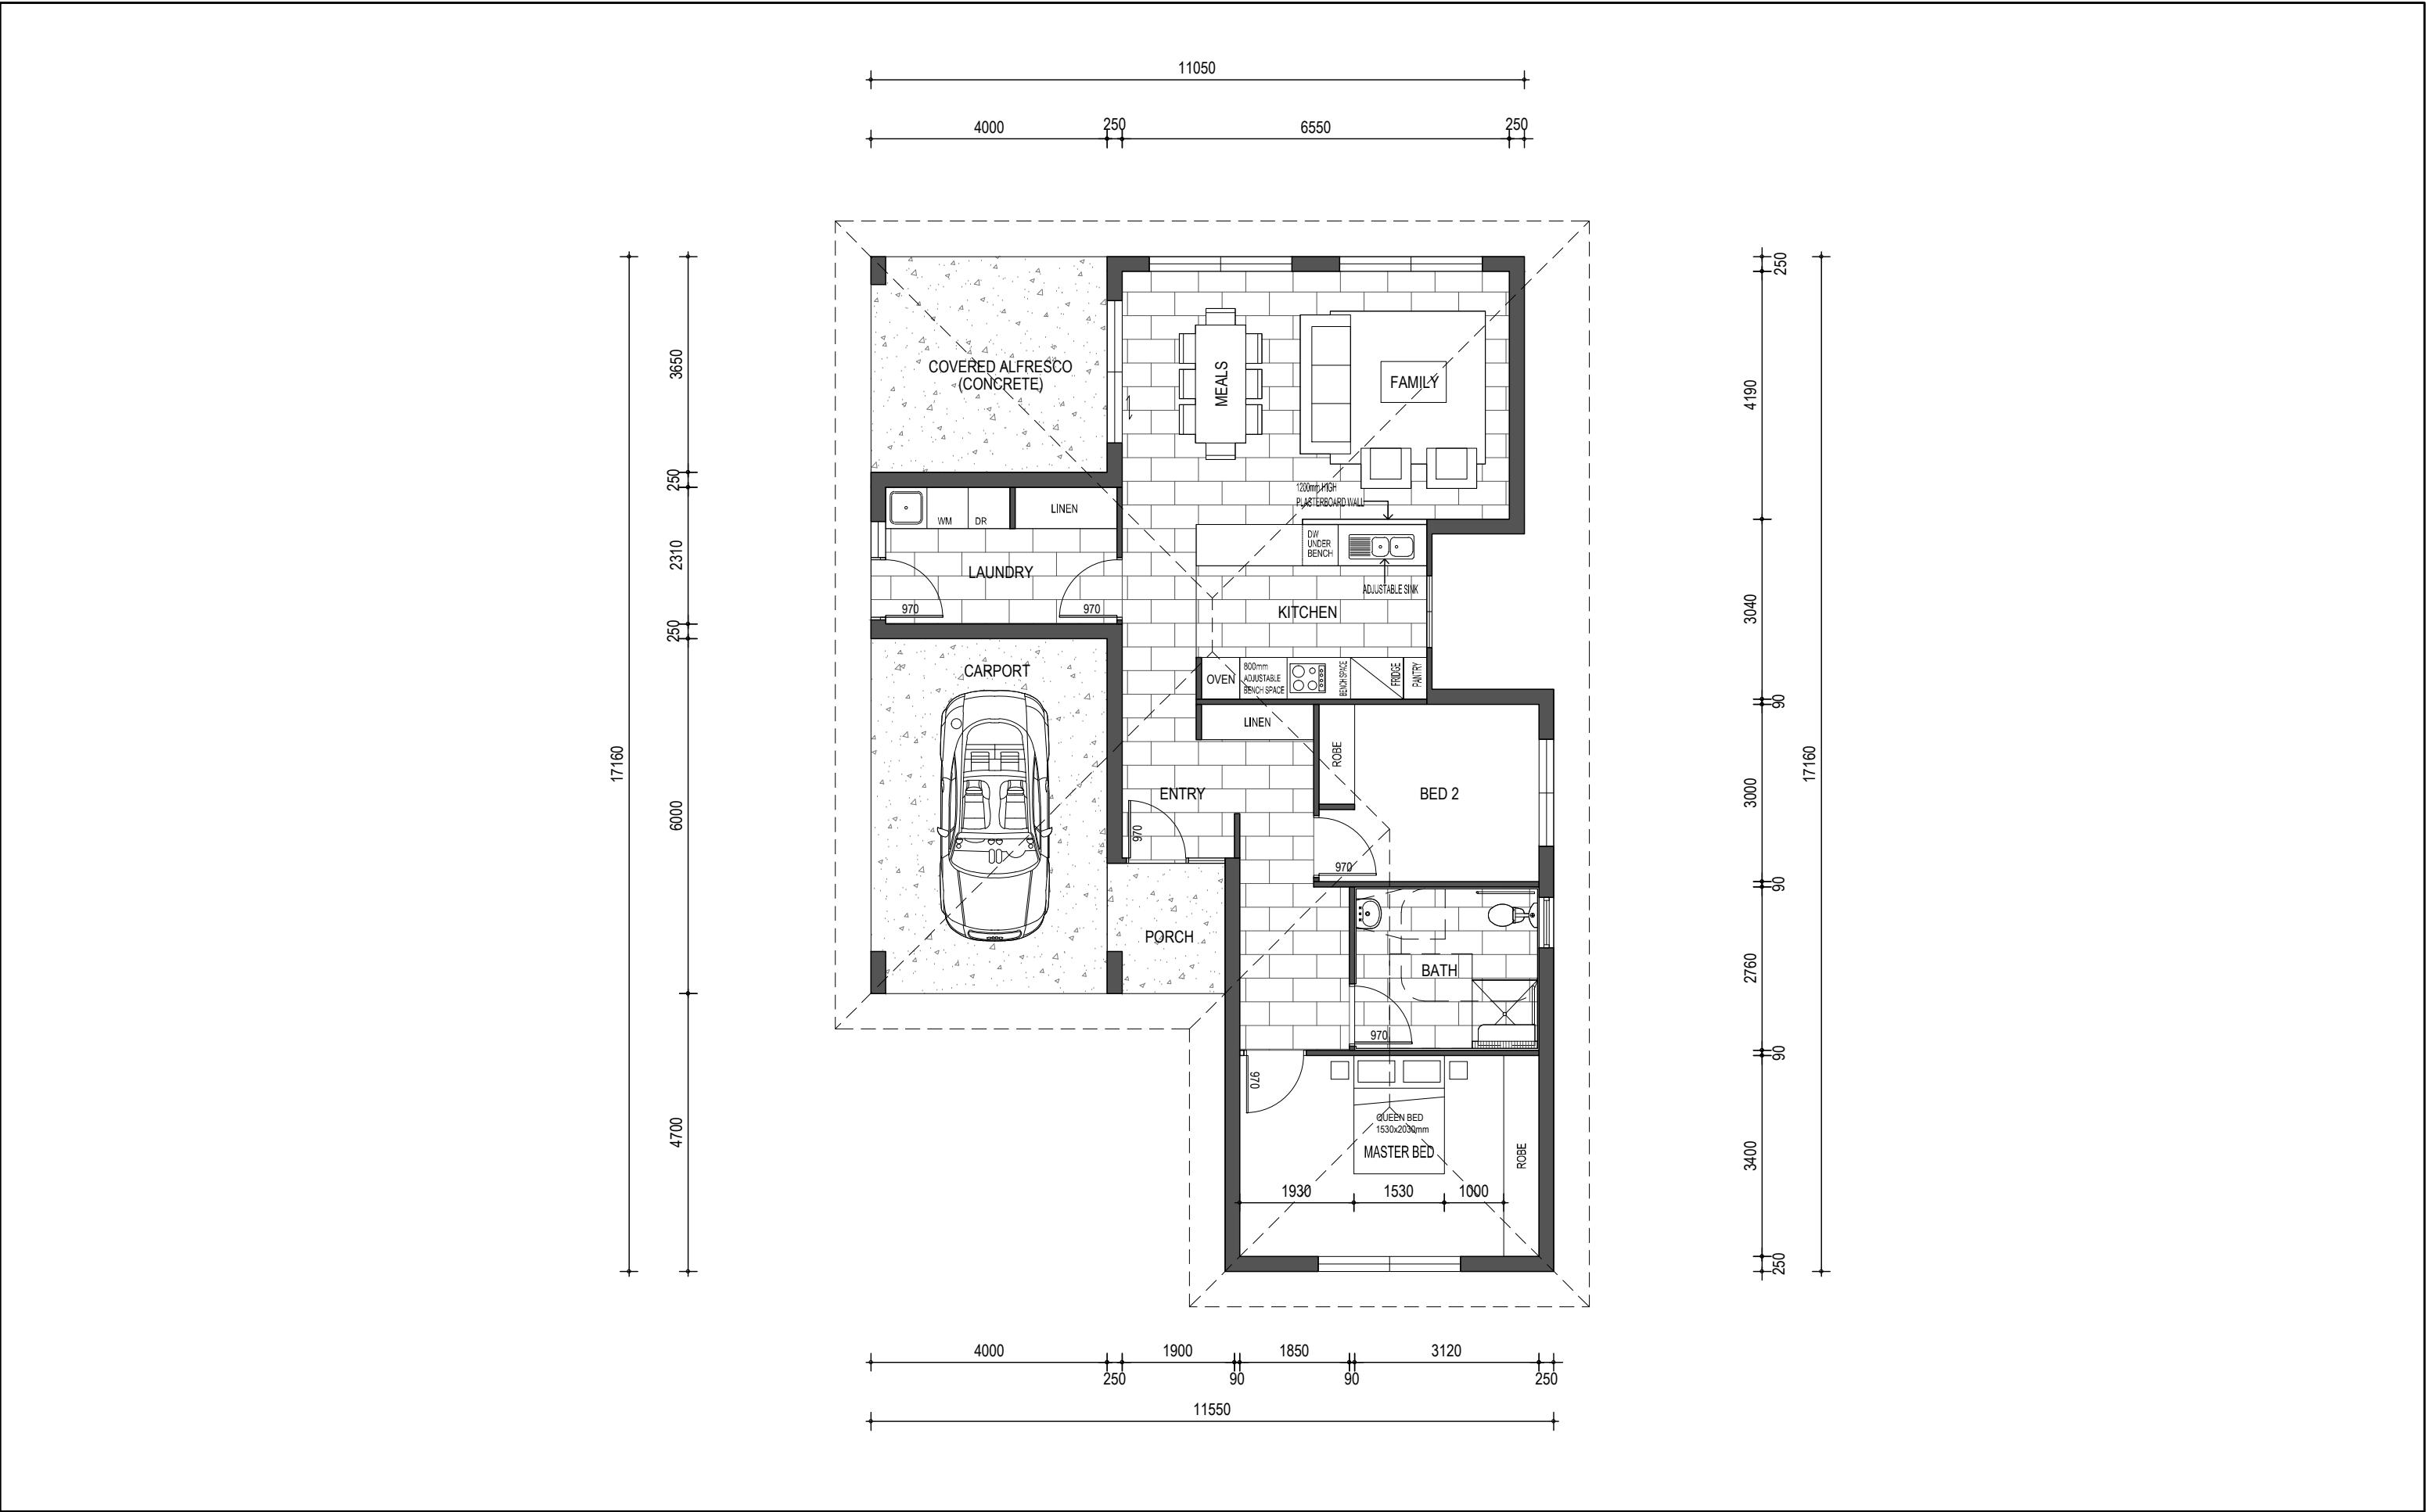 11050
4000
250
6550
250
COVERED ALFRESCO
(CONCRETE)
MEALS
FAMILY
1200mm HIGH
PLASTERBOARD WALL
WM
DR
LINEN
DW
UNDER
BENCH
LAUNDRY
ADJUSTABLE SINK
970
970
KITCHEN
CARPORT
OVEN
800mm
ADJUSTABLE
BENCH SPACE
BENCH SPACE
FRIDGE
PANTRY
LINEN
ROBE
ENTRY
BED 2
970
970
PORCH
BATH
970
970
QUEEN BED
1530x2030mm
MASTER BED
ROBE
1930
1530
1000
17160
3650
250
2310
250
6000
4700
250
4190
3040
90
3000
90
2760
90
3400
250
17160
4000
250
1900
90
1850
90
3120
250
11550